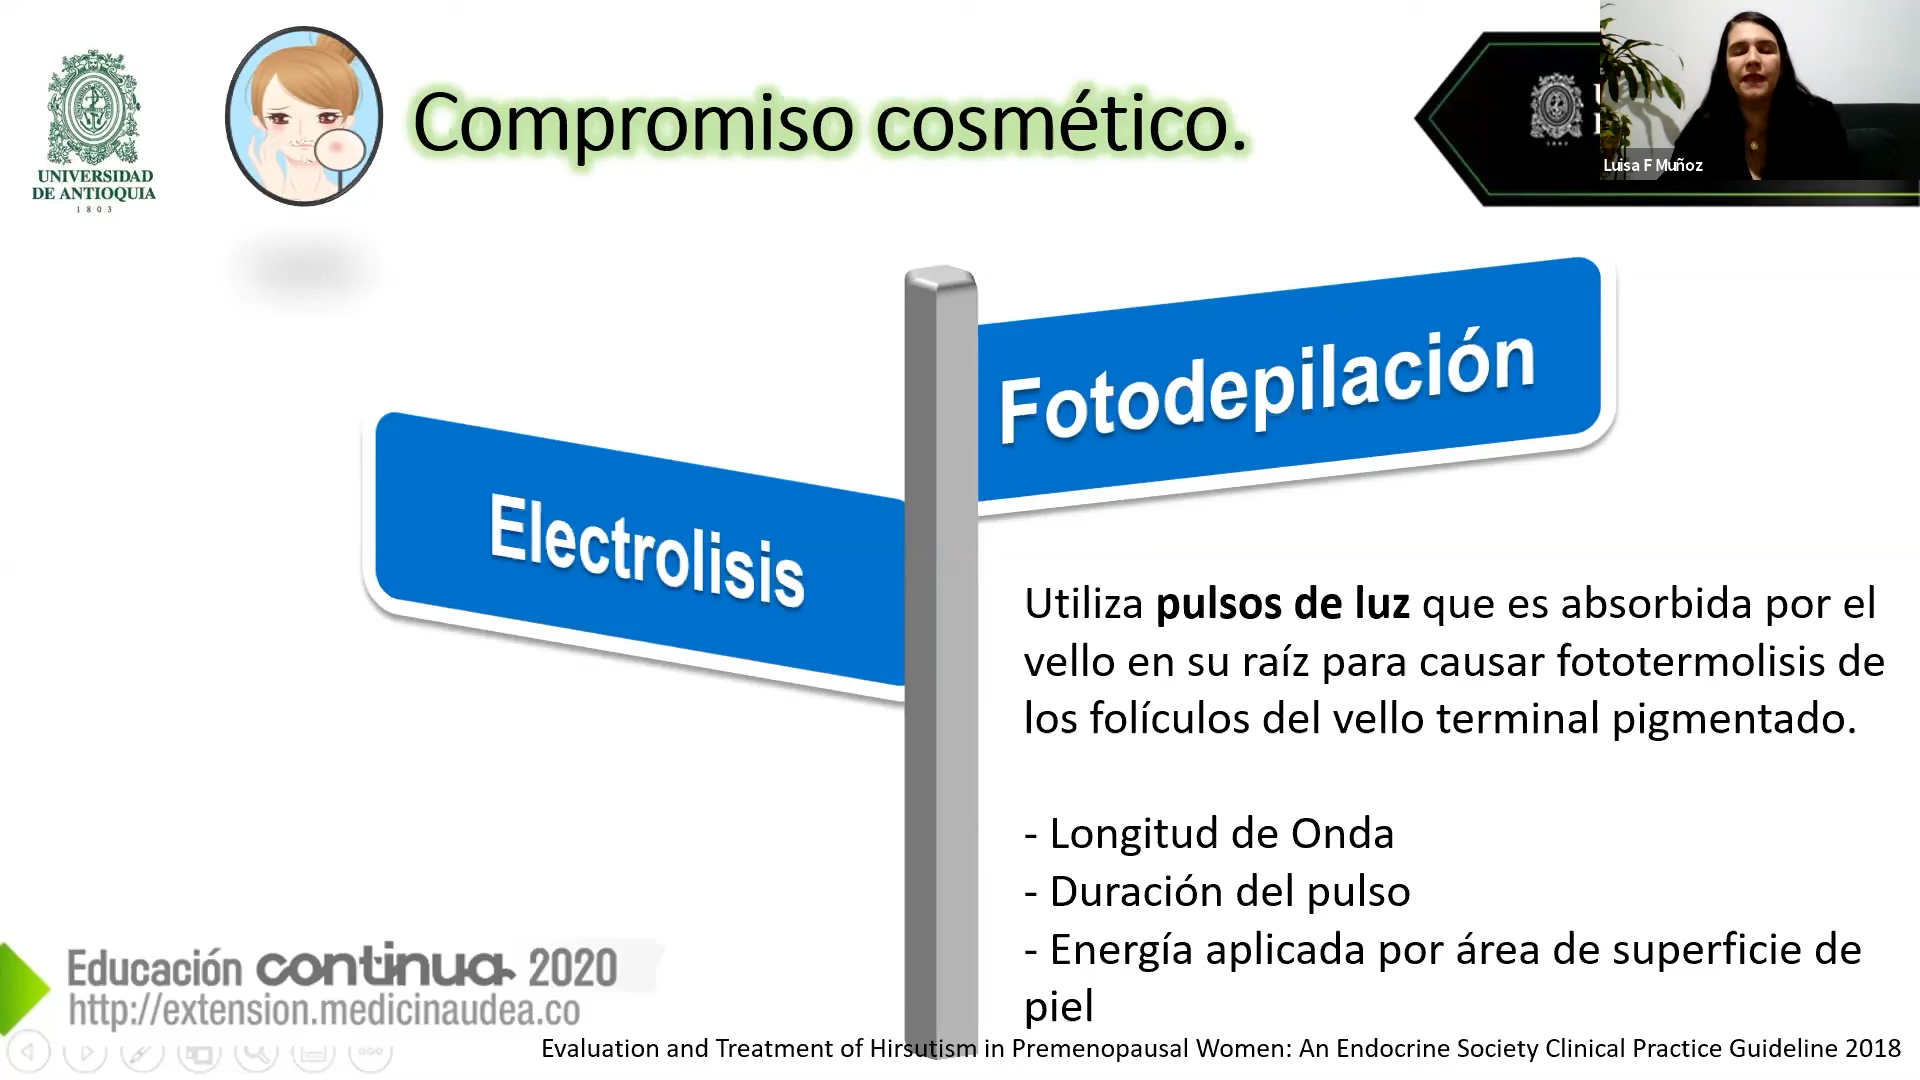 UNIVERSIDAD
DE ANTIOQUIA
1803
Compromiso cosmético.
Luisa F Muñoz
Fotodepilación
Electrolisis
Utiliza pulsos de luz que es absorbida por el
vello en su raíz para causar fototermolisis de
los folículos del vello terminal pigmentado.
- Longitud de Onda
- Duración del pulso
- Energía aplicada por área de superficie de
piel
Educación continua 2020
http://extension.medicinaudea.co
Evaluation and Treatment of Hirsutism in Premenopausal Women: An Endocrine Society Clinical Practice Guideline 2018